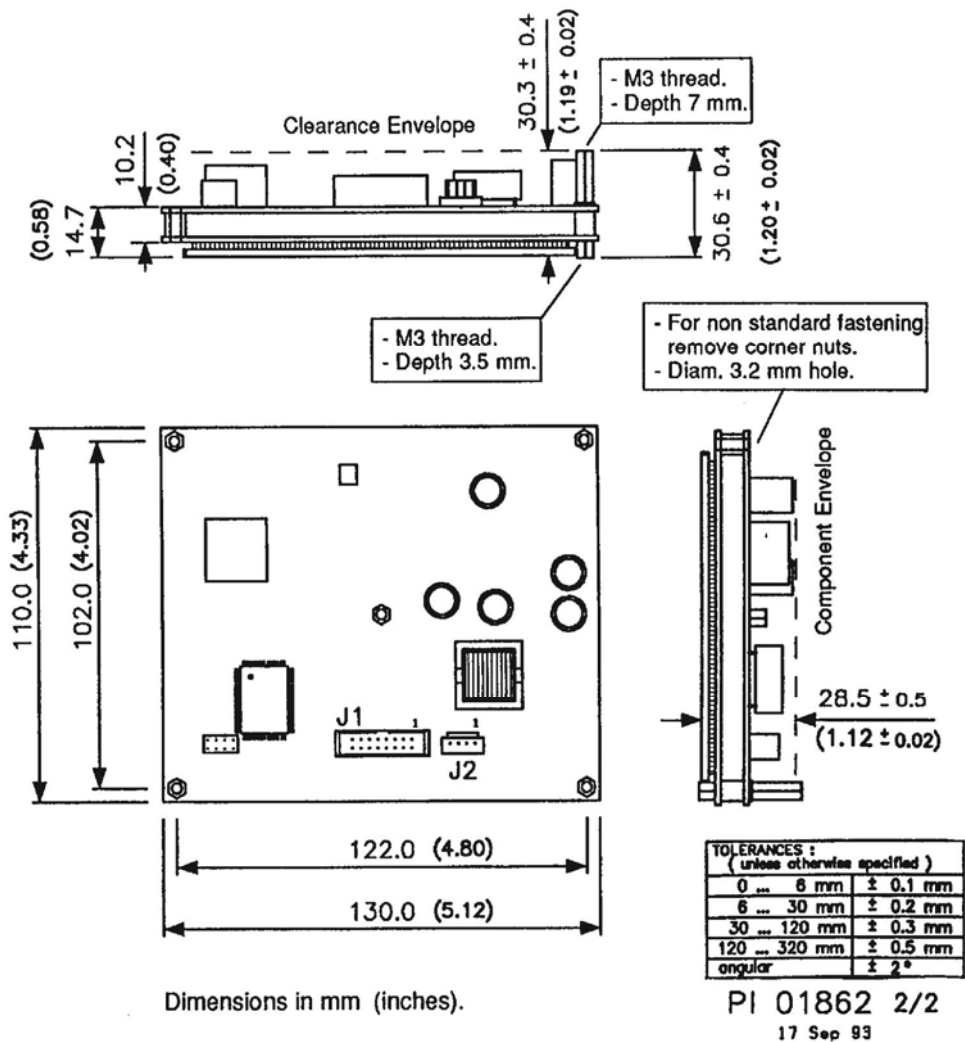 30.3 ± 0.4
(1.19 ± 0.02)
- M3 thread.
- Depth 7 mm.
Clearance Envelope
10.2
(0.40)
(0.58)
14.7
30.6 ± 0.4
(1.20 ± 0.02)
- M3 thread.
- Depth 3.5 mm.
- For non standard fastening
remove corner nuts.
- Diam. 3.2 mm hole.
110.0 (4.33)
102.0 (4.02)
Component Envelope
J1
1
1
J2
28.5 ± 0.5
(1.12 ± 0.02)
122.0 (4.80)
130.0 (5.12)
TOLERANCES :
( unless otherwise specified )
0 ... 6 mm ± 0.1 mm
6 ... 30 mm ± 0.2 mm
30 ... 120 mm ± 0.3 mm
120 ... 320 mm ± 0.5 mm
angular ± 2°
Dimensions in mm (inches).
PI 01862 2/2
17 Sep 93